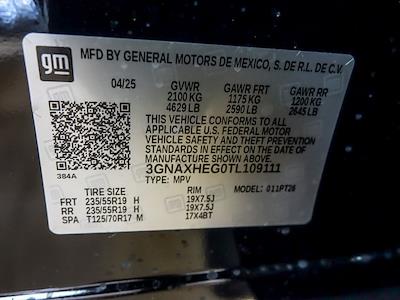 gm MFD BY GENERAL MOTORS DE MEXICO, S. DE R.L. DE C.V.
04/25 GVWR GAWR FRT GAWR RR
2100 KG 1175 KG 1200 KG
4629 LB 2590 LB 2645 LB
THIS VEHICLE CONFORMS TO ALL
APPLICABLE U.S. FEDERAL MOTOR
VEHICLE SAFETY AND THEFT PREVENTION
STANDARDS IN EFFECT ON THE DATE OF
MANUFACTURE SHOWN ABOVE.
3GNAXHEG0TL109111
384A TYPE: MPV MODEL: 011PT26
TIRE SIZE RIM
FRT 235/55R19 H 19X7.5J
RR 235/55R19 H 19X7.5J
SPA T125/70R17 M 17X4BT